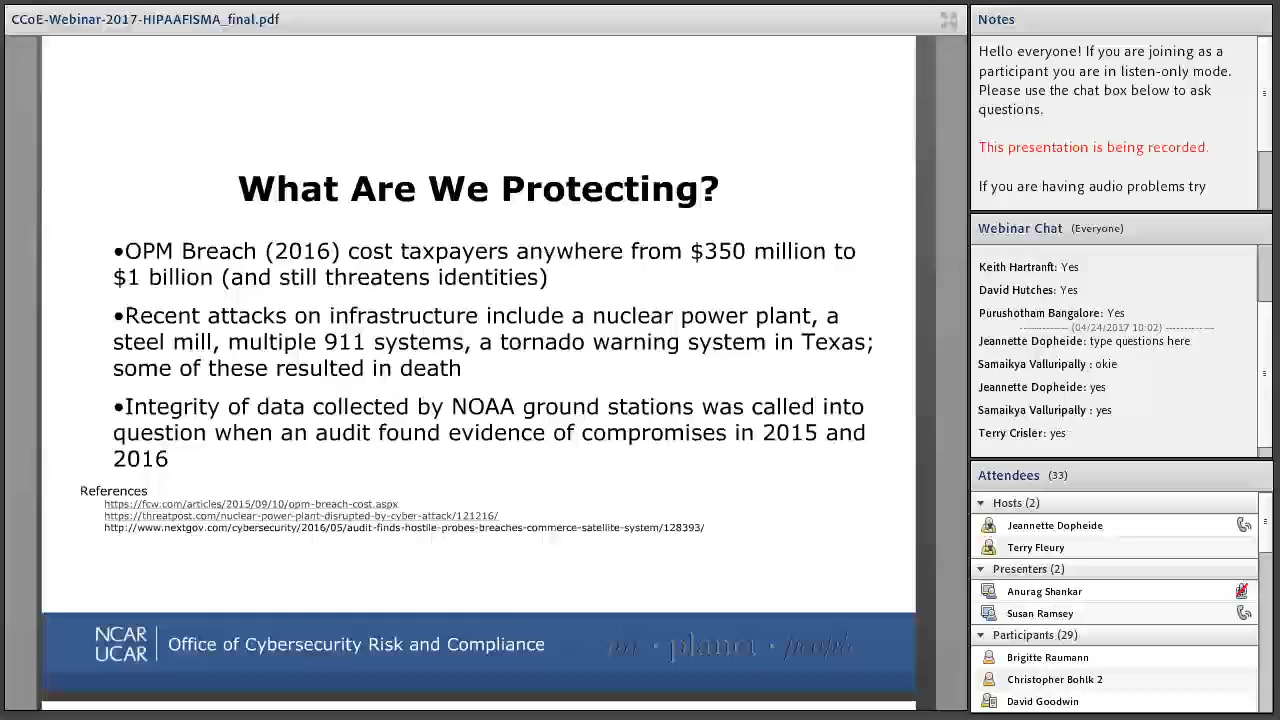 CCoE-Webinar-2017-HIPAAFISMA_final.pdf
What Are We Protecting?
•OPM Breach (2016) cost taxpayers anywhere from $350 million to
$1 billion (and still threatens identities)
•Recent attacks on infrastructure include a nuclear power plant, a
steel mill, multiple 911 systems, a tornado warning system in Texas;
some of these resulted in death
•Integrity of data collected by NOAA ground stations was called into
question when an audit found evidence of compromises in 2015 and
2016
References
https://fcw.com/articles/2015/09/10/opm-breach-cost.aspx
https://threatpost.com/nuclear-power-plant-disrupted-by-cyber-attack/121216/
http://www.nextgov.com/cybersecurity/2016/05/audit-finds-hostile-probes-breaches-commerce-satellite-system/128393/
NCAR
UCAR
Office of Cybersecurity Risk and Compliance
· planet · people
Notes
Hello everyone! If you are joining as a
participant you are in listen-only mode.
Please use the chat box below to ask
questions.
This presentation is being recorded.
If you are having audio problems try
Webinar Chat (Everyone)
Keith Hartranft: Yes
David Hutches: Yes
Purushotham Bangalore: Yes
-------------- (04/24/2017 10:02) -------------
Jeannette Dopheide: type questions here
Samaikya Valluripally : okie
Jeannette Dopheide: yes
Samaikya Valluripally : yes
Terry Crisler: yes
Attendees (33)
Hosts (2)
Jeannette Dopheide
Terry Fleury
Presenters (2)
Anurag Shankar
Susan Ramsey
Participants (29)
Brigitte Raumann
Christopher Bohlk 2
David Goodwin